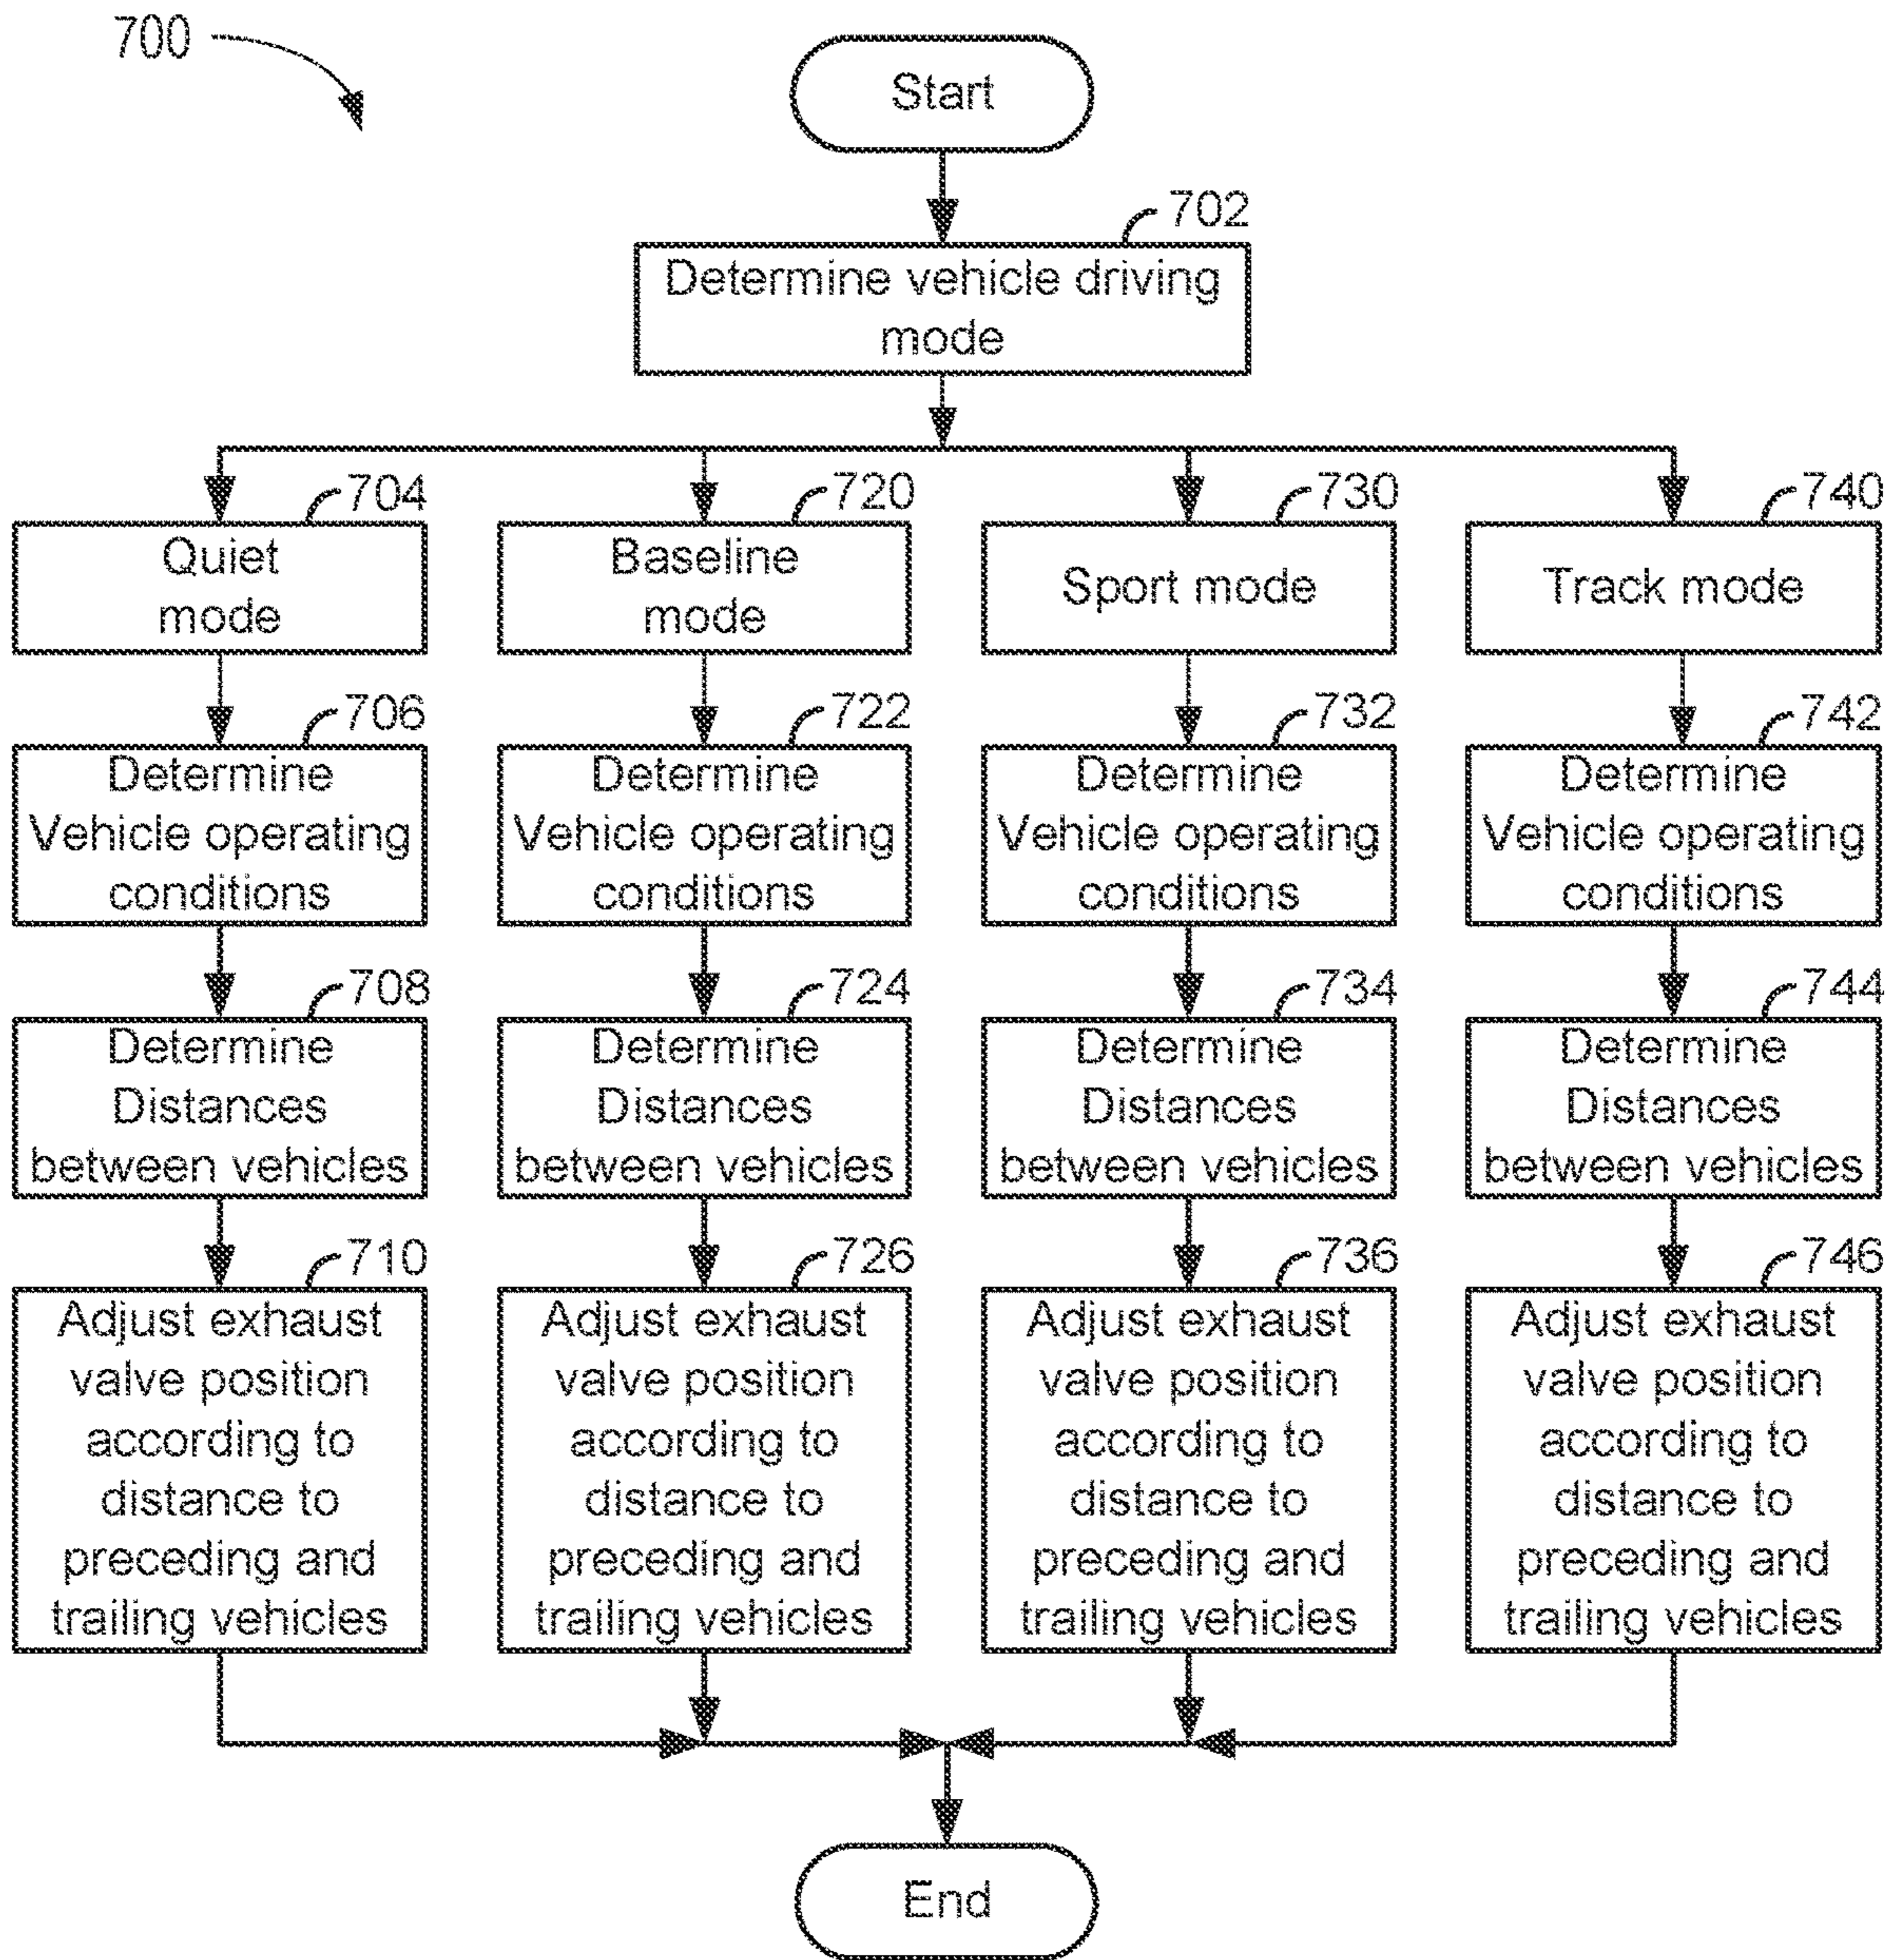 700
Start
702
Determine vehicle driving
mode
704
Quiet
mode
720
Baseline
mode
730
Sport mode
740
Track mode
706
Determine
Vehicle operating
conditions
722
Determine
Vehicle operating
conditions
732
Determine
Vehicle operating
conditions
742
Determine
Vehicle operating
conditions
708
Determine
Distances
between vehicles
724
Determine
Distances
between vehicles
734
Determine
Distances
between vehicles
744
Determine
Distances
between vehicles
710
Adjust exhaust
valve position
according to
distance to
preceding and
trailing vehicles
726
Adjust exhaust
valve position
according to
distance to
preceding and
trailing vehicles
736
Adjust exhaust
valve position
according to
distance to
preceding and
trailing vehicles
746
Adjust exhaust
valve position
according to
distance to
preceding and
trailing vehicles
End